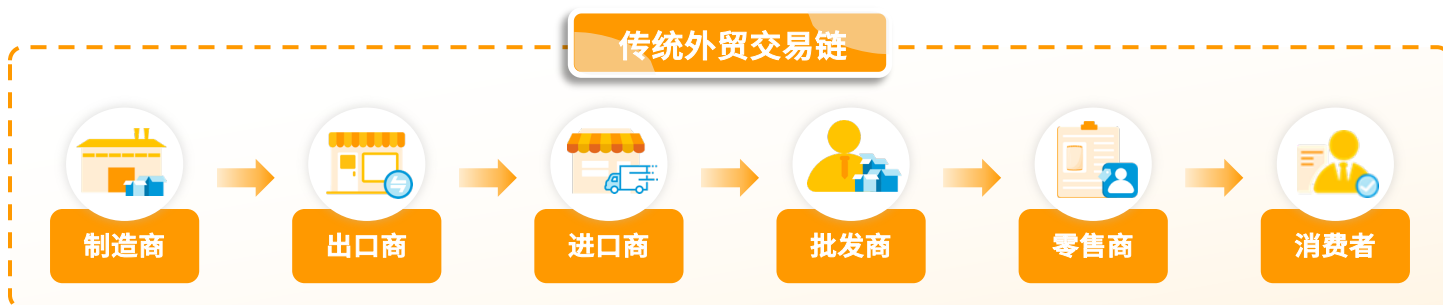 传统外贸交易链
制造商
出口商
进口商
批发商
零售商
消费者